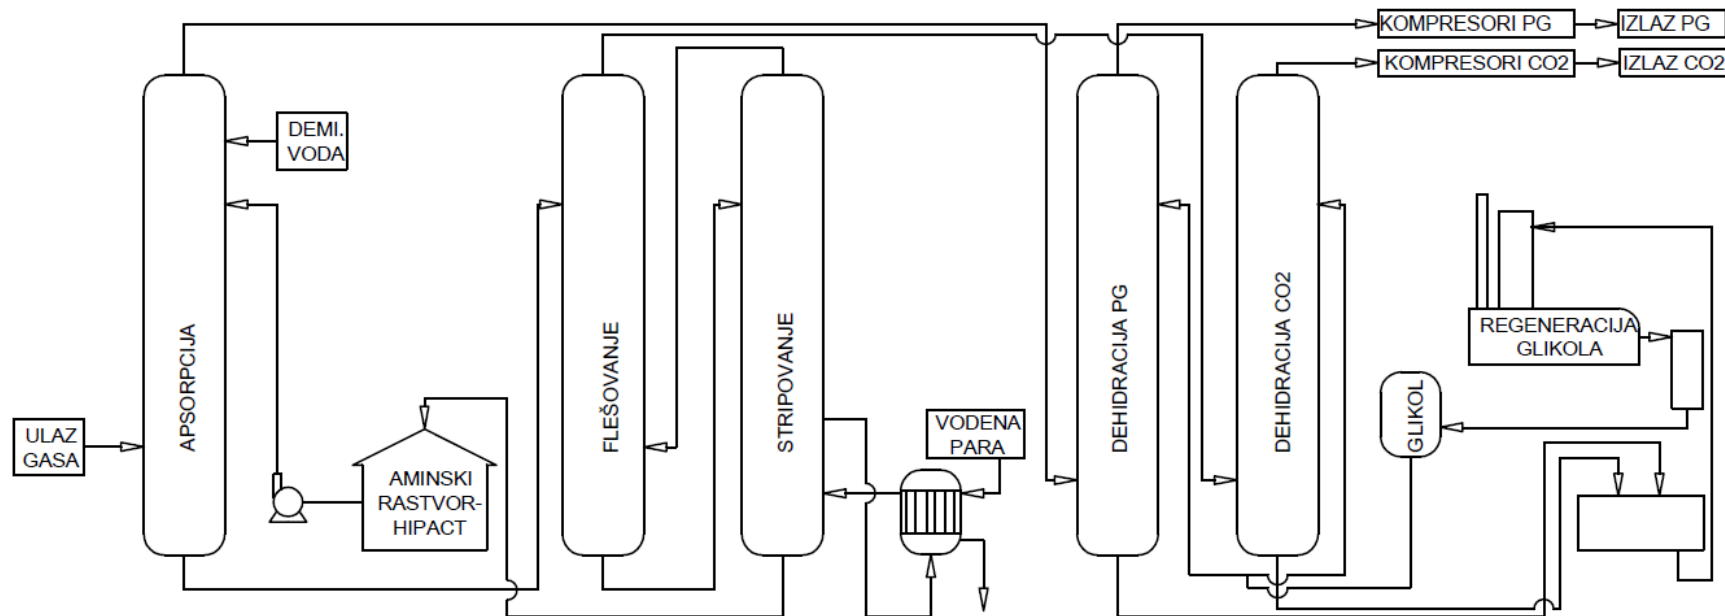 KOMPRESORI PG
IZLAZ PG
KOMPRESORI CO2
IZLAZ CO2
DEMI.
VODA
APSORPCIJA
FLEŠOVANJE
STRIPOVANJE
DEHIDRACIJA PG
DEHIDRACIJA CO2
REGENERACIJA
GLIKOLA
GLIKOL
ULAZ
GASA
AMINSKI
RASTVOR-
HIPACT
VODENA
PARA